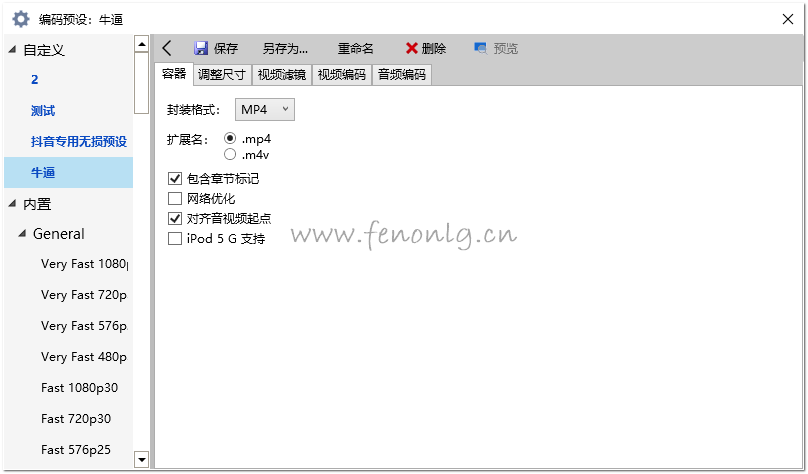 编码预设：牛逼
自定义
2
测试
抖音专用无损预设
牛逼
内置
General
Very Fast 1080p
Very Fast 720p
Very Fast 576p
Very Fast 480p
Fast 1080p30
Fast 720p30
Fast 576p25
保存 另存为... 重命名 删除 预览
容器 调整尺寸 视频滤镜 视频编码 音频编码
封装格式： MP4
扩展名： .mp4
.m4v
包含章节标记
网络优化
对齐音视频起点
iPod 5 G 支持
www.fenonlg.cn